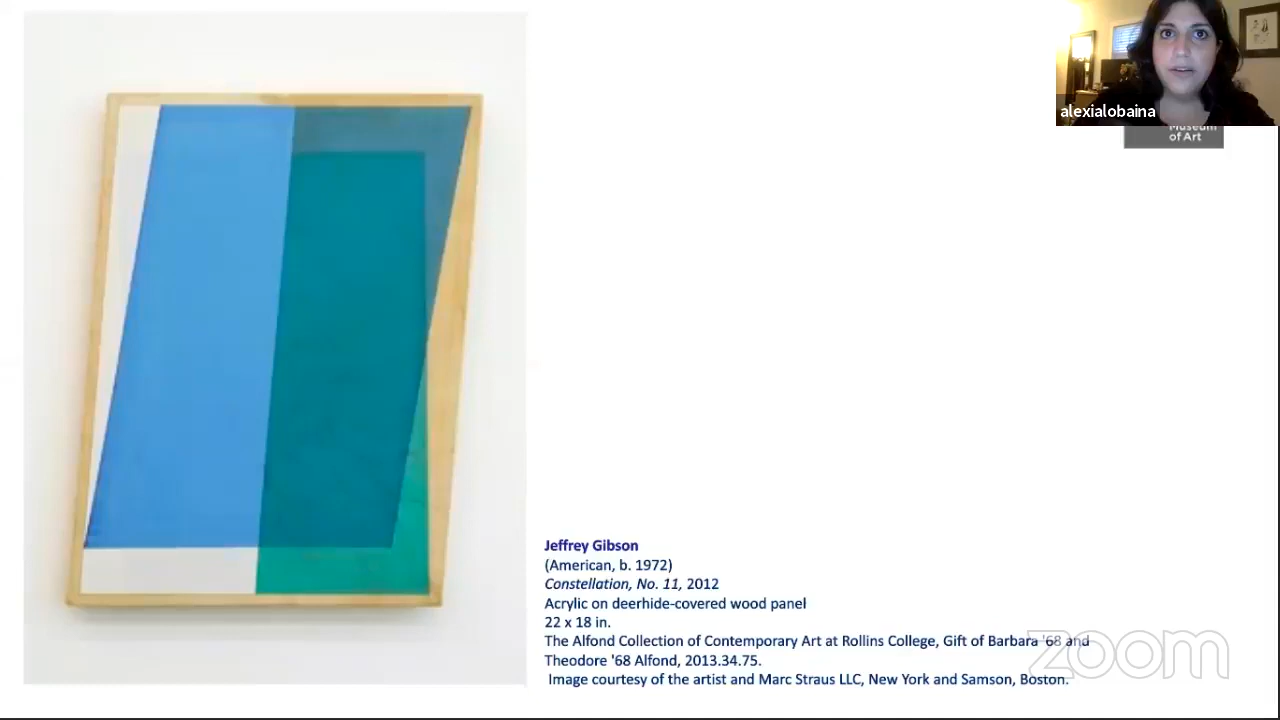 alexialobaina
Museum
of Art
Jeffrey Gibson
(American, b. 1972)
Constellation, No. 11, 2012
Acrylic on deerhide-covered wood panel
22 x 18 in.
The Alfond Collection of Contemporary Art at Rollins College, Gift of Barbara '68 and
Theodore '68 Alfond, 2013.34.75.
Image courtesy of the artist and Marc Straus LLC, New York and Samson, Boston.
zoom